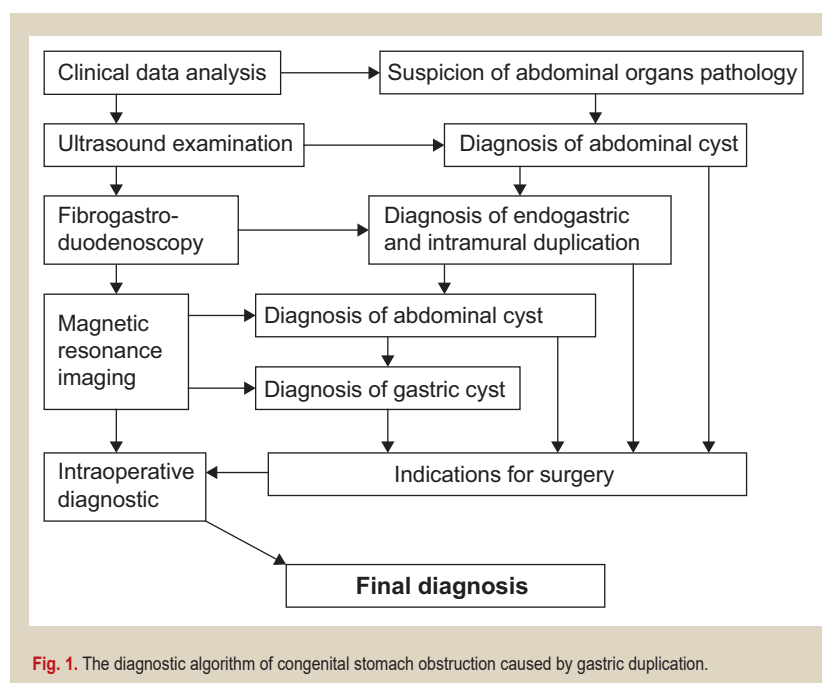 Clinical data analysis
Suspicion of abdominal organs pathology
Ultrasound examination
Diagnosis of abdominal cyst
Fibrogastro-
duodenoscopy
Diagnosis of endogastric
and intramural duplication
Magnetic
resonance
imaging
Diagnosis of abdominal cyst
Diagnosis of gastric cyst
Intraoperative
diagnostic
Indications for surgery
Final diagnosis
Fig. 1. The diagnostic algorithm of congenital stomach obstruction caused by gastric duplication.